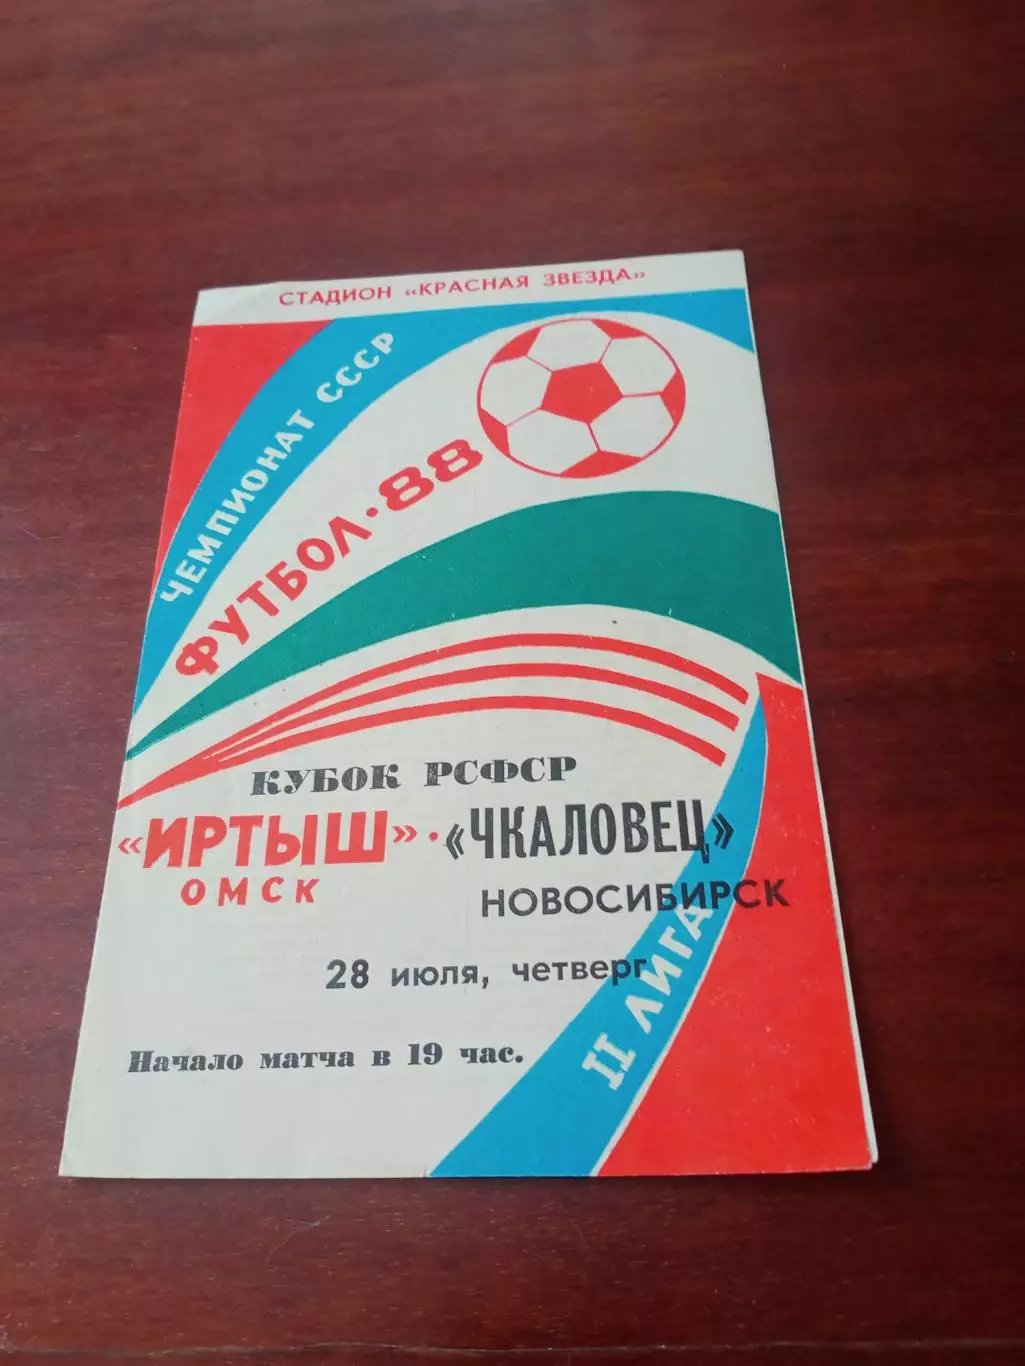 СТАДИОН «КРАСНАЯ ЗВЕЗДА»
ЧЕМПИОНАТ СССР
ФУТБОЛ·88
КУБОК РСФСР
«ИРТЫШ»·«ЧКАЛОВЕЦ»
ОМСК НОВОСИБИРСК
28 июля, четверг
II ЛИГА
Начало матча в 19 час.